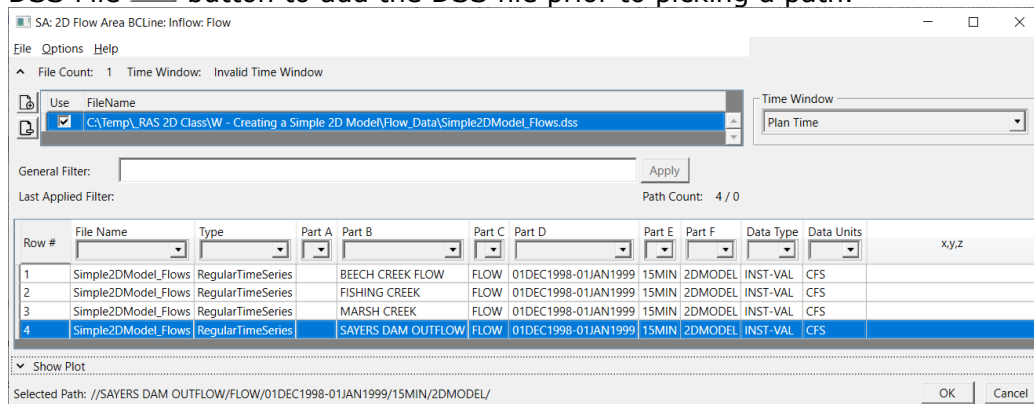 DSS File button to add the DSS file prior to picking a path.
SA: 2D Flow Area BCLine: Inflow: Flow
File Options Help
File Count: 1 Time Window: Invalid Time Window
Use FileName
C:\Temp\_RAS 2D Class\W - Creating a Simple 2D Model\Flow_Data\Simple2DModel_Flows.dss
Time Window
Plan Time
General Filter: Apply
Last Applied Filter: Path Count: 4 / 0
Row # File Name Type Part A Part B Part C Part D Part E Part F Data Type Data Units x,y,z
1 Simple2DModel_Flows RegularTimeSeries BEECH CREEK FLOW FLOW 01DEC1998-01JAN1999 15MIN 2DMODEL INST-VAL CFS
2 Simple2DModel_Flows RegularTimeSeries FISHING CREEK FLOW 01DEC1998-01JAN1999 15MIN 2DMODEL INST-VAL CFS
3 Simple2DModel_Flows RegularTimeSeries MARSH CREEK FLOW 01DEC1998-01JAN1999 15MIN 2DMODEL INST-VAL CFS
4 Simple2DModel_Flows RegularTimeSeries SAYERS DAM OUTFLOW FLOW 01DEC1998-01JAN1999 15MIN 2DMODEL INST-VAL CFS
Show Plot
Selected Path: //SAYERS DAM OUTFLOW/FLOW/01DEC1998-01JAN1999/15MIN/2DMODEL/ OK Cancel